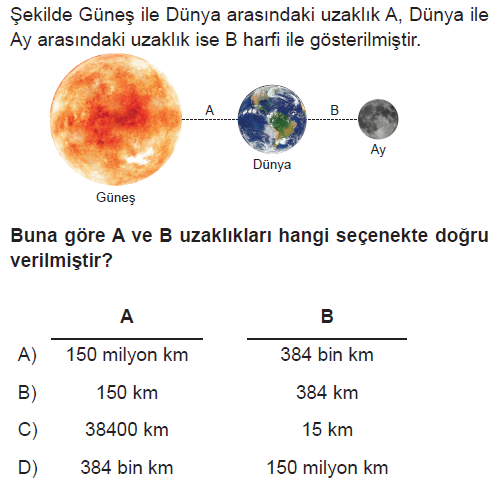 Şekilde Güneş ile Dünya arasındaki uzaklık A, Dünya ile
Ay arasındaki uzaklık ise B harfi ile gösterilmiştir.
A B
Ay
Dünya
Güneş
Buna göre A ve B uzaklıkları hangi seçenekte doğru
verilmiştir?
A B
A) 150 milyon km 384 bin km
B) 150 km 384 km
C) 38400 km 15 km
D) 384 bin km 150 milyon km